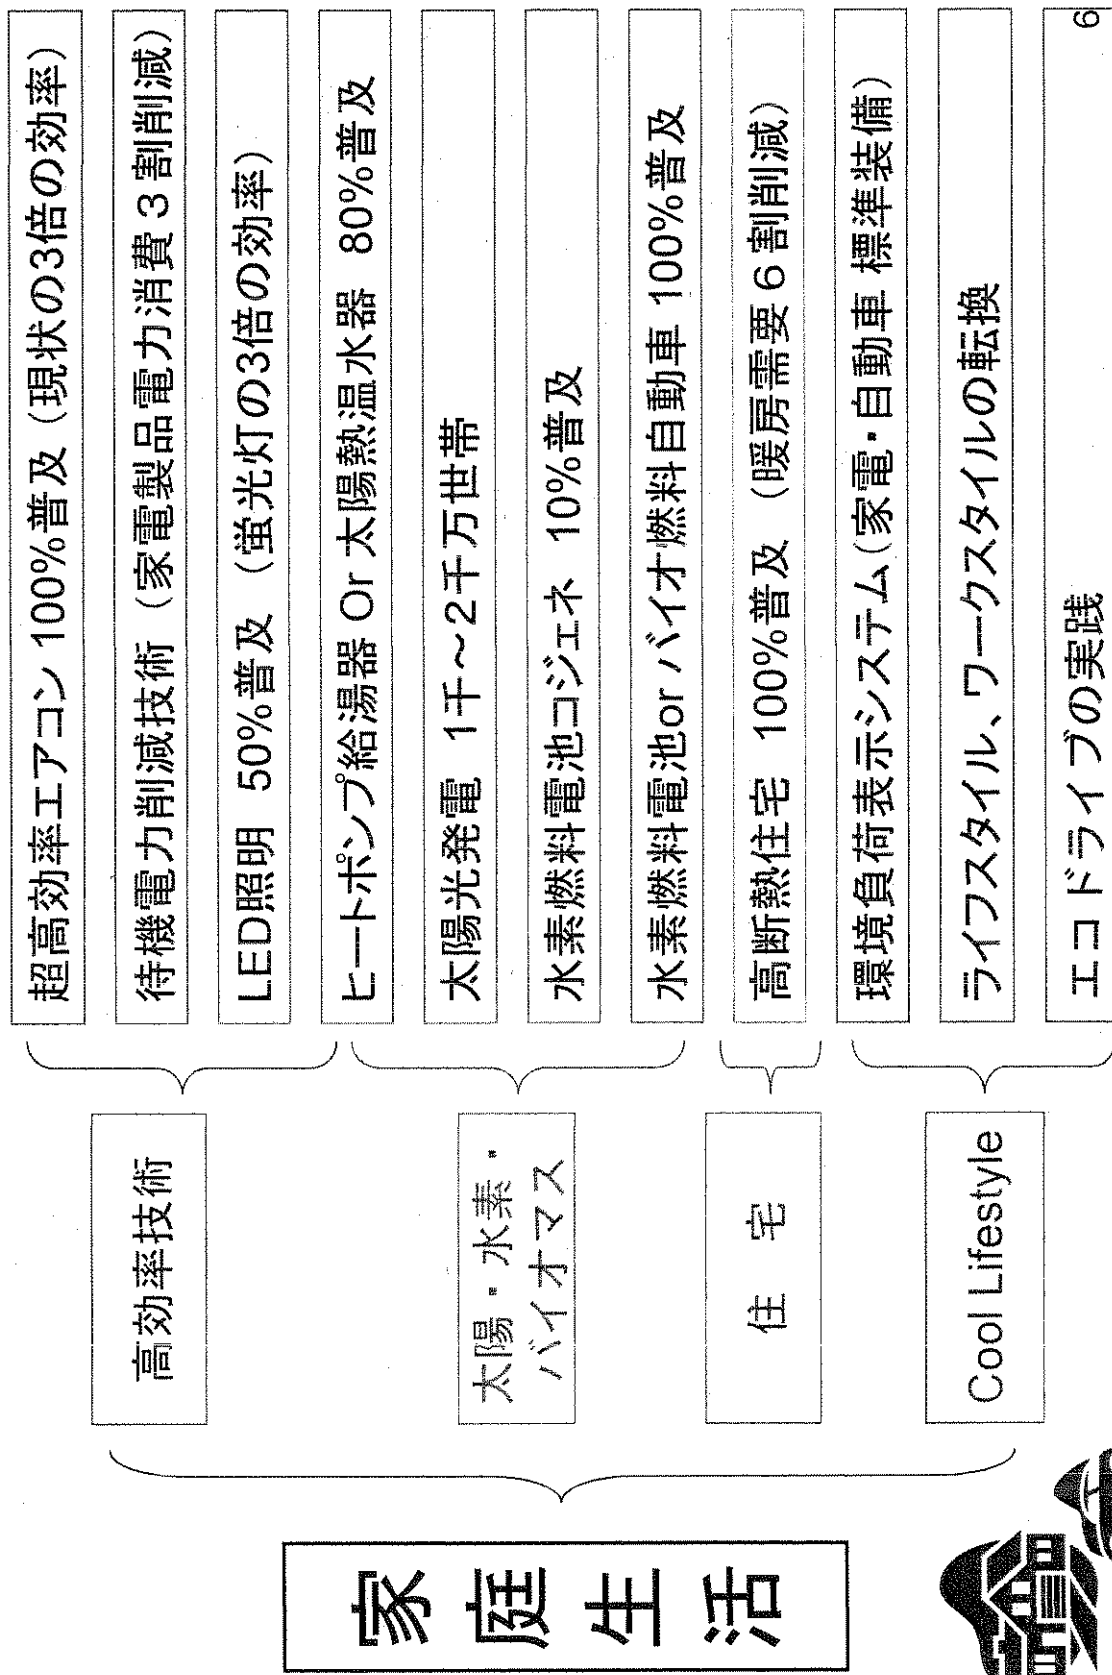 家庭生活
高効率技術
超高効率エアコン 100%普及（現状の3倍の効率）
待機電力削減技術（家電製品電力消費３割削減）
LED照明 50%普及（蛍光灯の3倍の効率）
太陽・水素・
バイオマス
ヒートポンプ給湯器 Or 太陽熱温水器 80%普及
太陽光発電 1千～2千万世帯
水素燃料電池コジェネ 10%普及
水素燃料電池or バイオ燃料自動車 100%普及
住 宅
高断熱住宅 100%普及（暖房需要６割削減）
Cool Lifestyle
環境負荷表示システム（家電・自動車 標準装備）
ライフスタイル、ワークスタイルの転換
エコドライブの実践
6